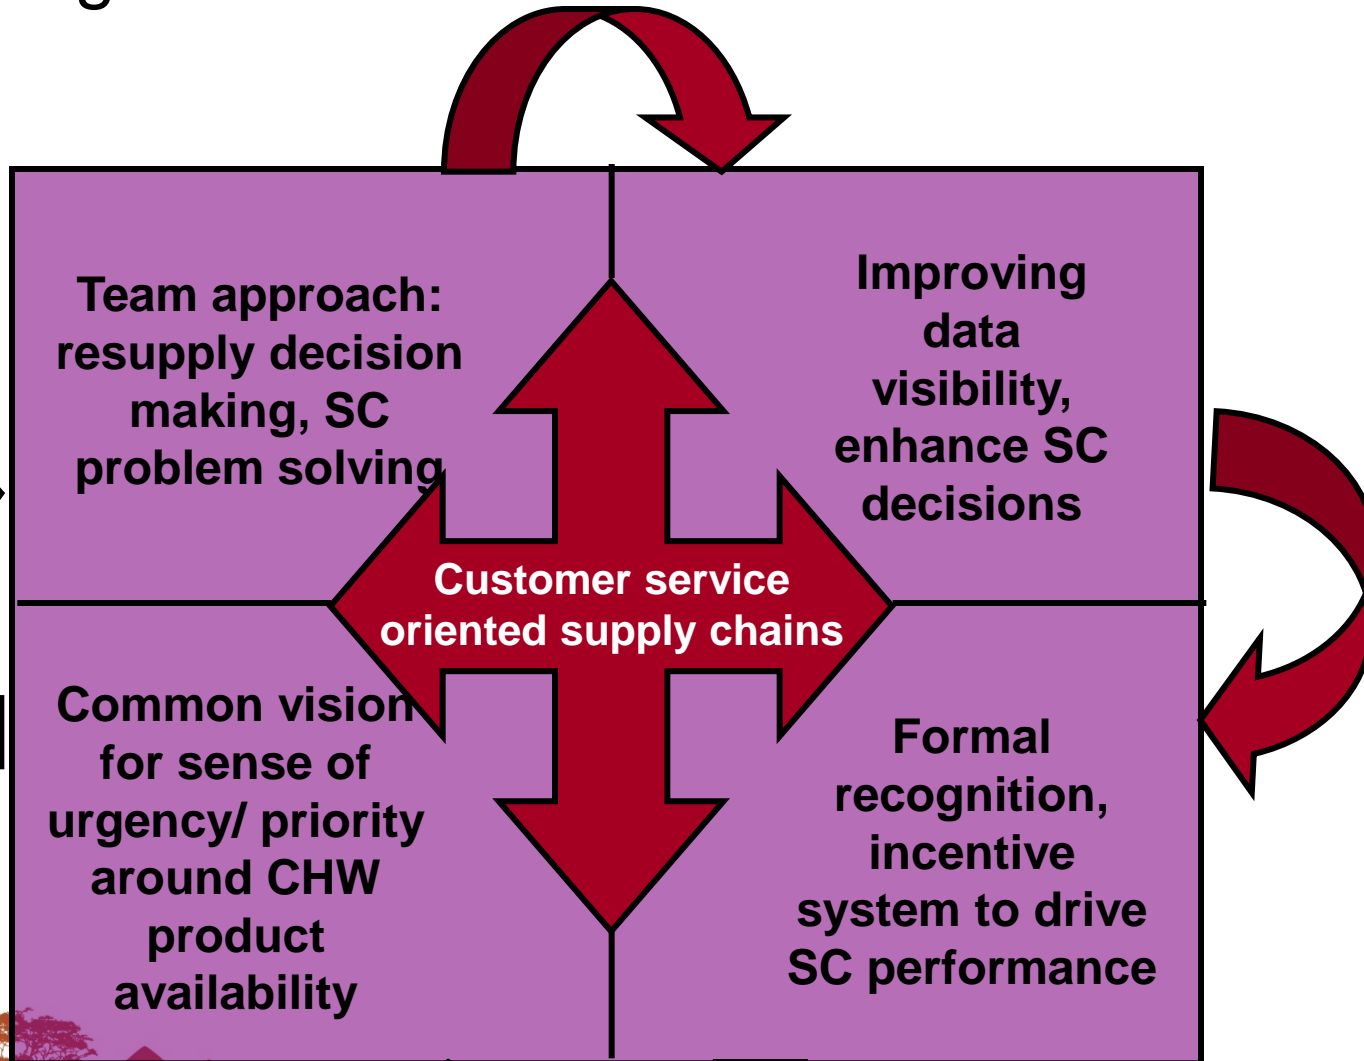 Team approach:
resupply decision
making, SC
problem solving
Improving
data
visibility,
enhance SC
decisions
Customer service
oriented supply chains
Common vision
for sense of
urgency/ priority
around CHW
product
availability
Formal
recognition,
incentive
system to drive
SC performance